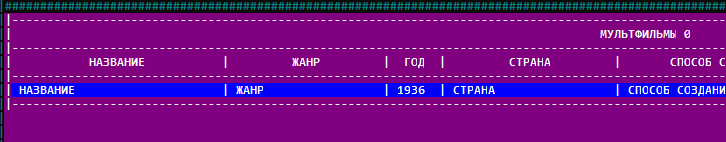 МУЛЬТФИЛЬМЫ 0
НАЗВАНИЕ | ЖАНР | ГОД | СТРАНА | СПОСОБ С
НАЗВАНИЕ | ЖАНР | 1936 | СТРАНА | СПОСОБ СОЗДАНИ